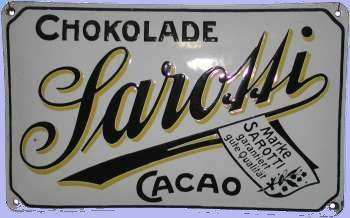 CHOKOLADE
Sarotti
Marke
SAROTTI
garantiert
gute Qualität
CACAO